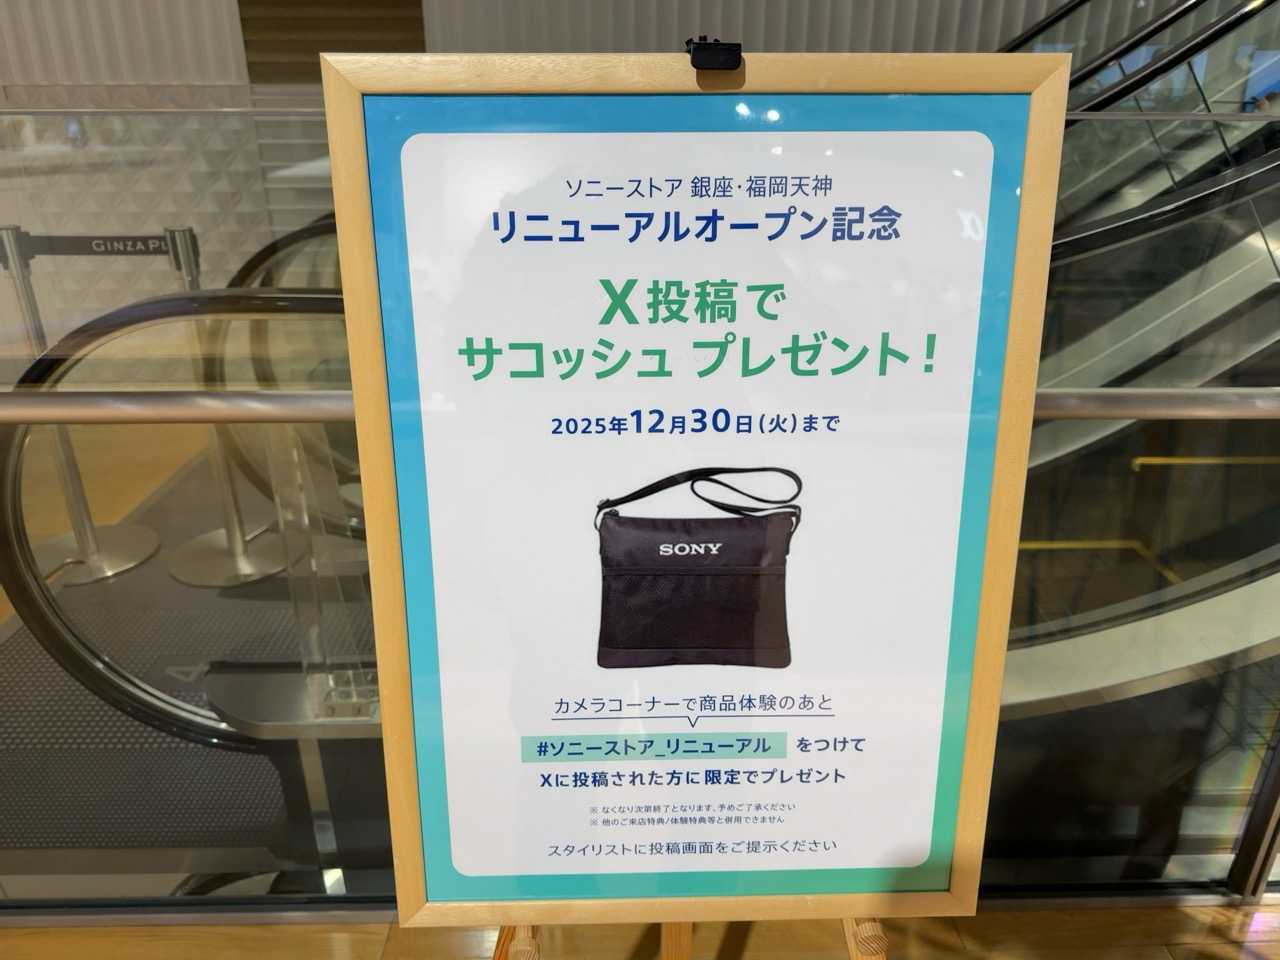 GINZA PL
ソニーストア 銀座・福岡天神
リニューアルオープン記念
X投稿で
サコッシュ プレゼント!
2025年12月30日(火)まで
SONY
カメラコーナーで商品体験のあと
#ソニーストア_リニューアル をつけて
Xに投稿された方に限定でプレゼント
※ なくなり次第終了となります、予めご了承ください
※ 他のご来店特典/体験特典等と併用できません
スタイリストに投稿画面をご提示ください
α